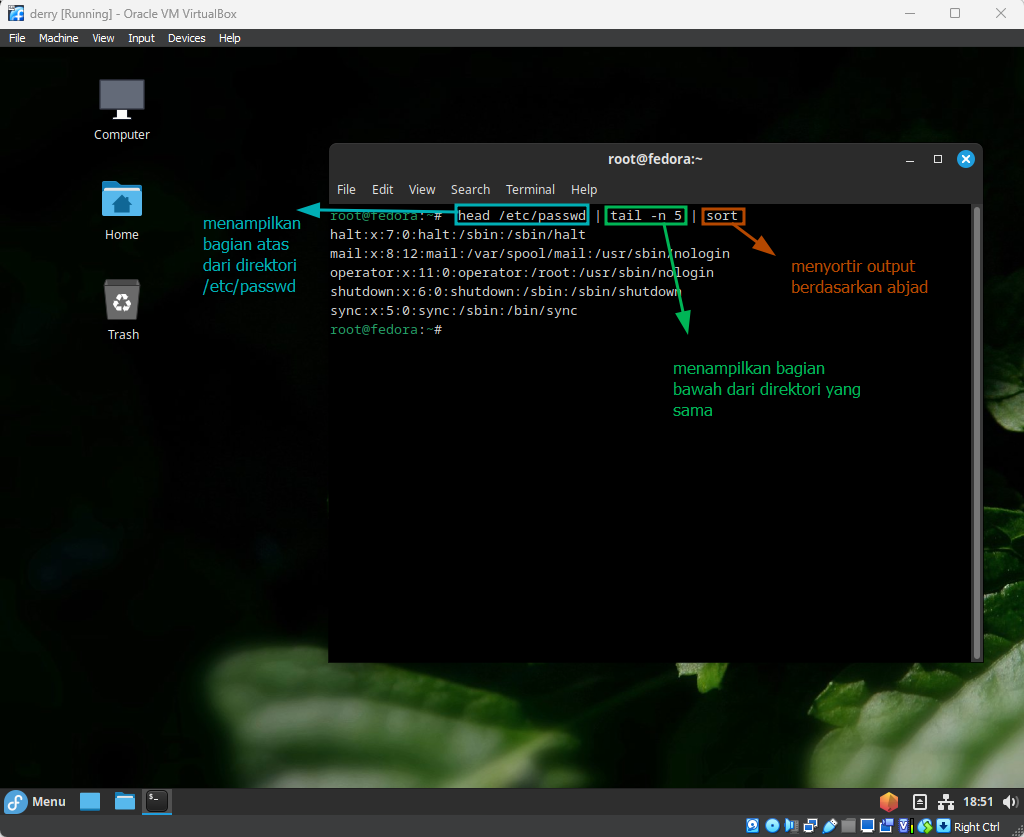 derry [Running] - Oracle VM VirtualBox
File Machine View Input Devices Help
Computer
Home
Trash
root@fedora:~
File Edit View Search Terminal Help
root@fedora:~# head /etc/passwd | tail -n 5 | sort
halt:x:7:0:halt:/sbin:/sbin/halt
mail:x:8:12:mail:/var/spool/mail:/usr/sbin/nologin
operator:x:11:0:operator:/root:/usr/sbin/nologin
shutdown:x:6:0:shutdown:/sbin:/sbin/shutdown
sync:x:5:0:sync:/sbin:/bin/sync
root@fedora:~#
menampilkan
bagian atas
dari direktori
/etc/passwd
menyortir output
berdasarkan abjad
menampilkan bagian
bawah dari direktori yang
sama
Menu
18:51
Right Ctrl